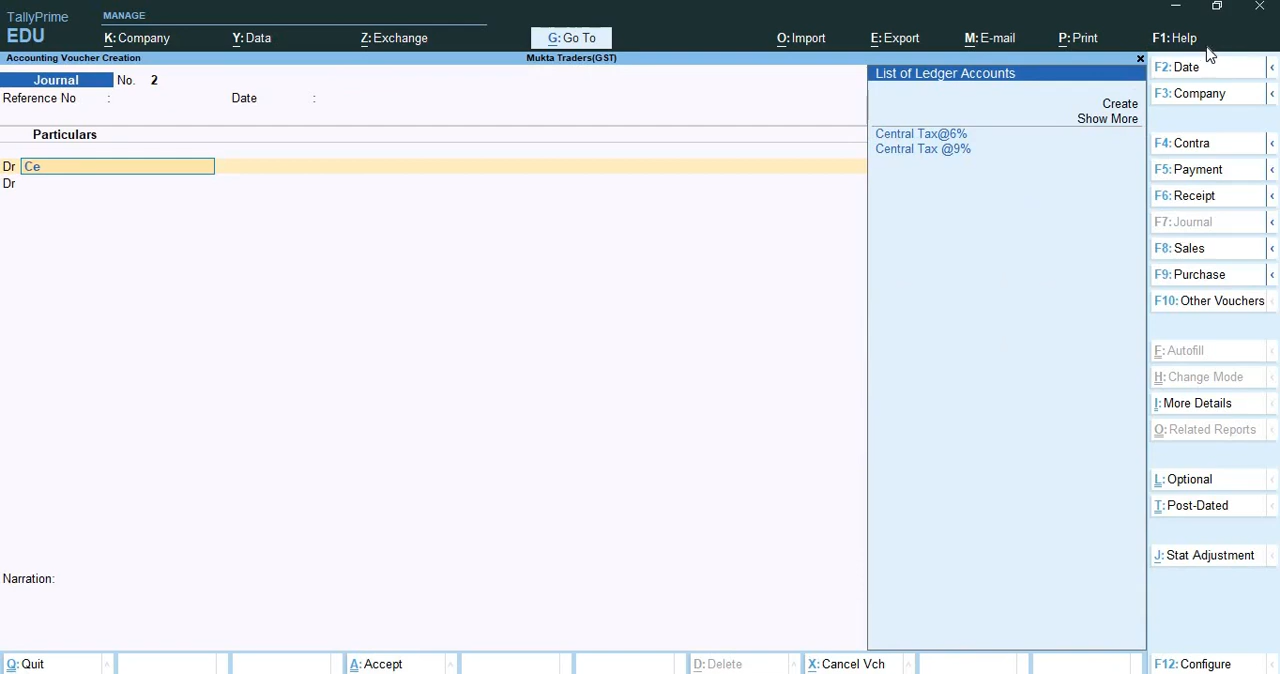 TallyPrime
EDU
MANAGE
K: Company
Y: Data
Z: Exchange
G: Go To
O: Import
E: Export
M: E-mail
P: Print
F1: Help
Accounting Voucher Creation
Mukta Traders(GST)
Journal No. 2
Reference No :
Date :
Particulars
Dr Ce
Dr
Narration:
List of Ledger Accounts
Create
Show More
Central Tax@6%
Central Tax @9%
F2: Date
F3: Company
F4: Contra
F5: Payment
F6: Receipt
F7: Journal
F8: Sales
F9: Purchase
F10: Other Vouchers
F: Autofill
H: Change Mode
I: More Details
O: Related Reports
L: Optional
T: Post-Dated
J: Stat Adjustment
Q: Quit
A: Accept
D: Delete
X: Cancel Vch
F12: Configure